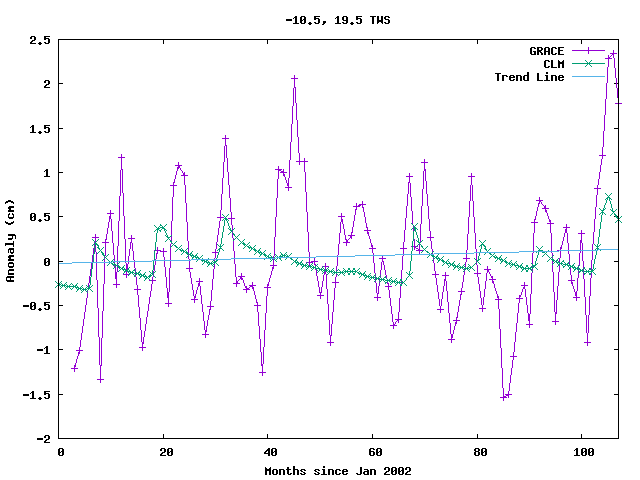 -10.5, 19.5 TWS
GRACE
CLM
Trend Line
2.5
2
1.5
1
0.5
0
-0.5
-1
-1.5
-2
Anomaly (cm)
0 20 40 60 80 100
Months since Jan 2002